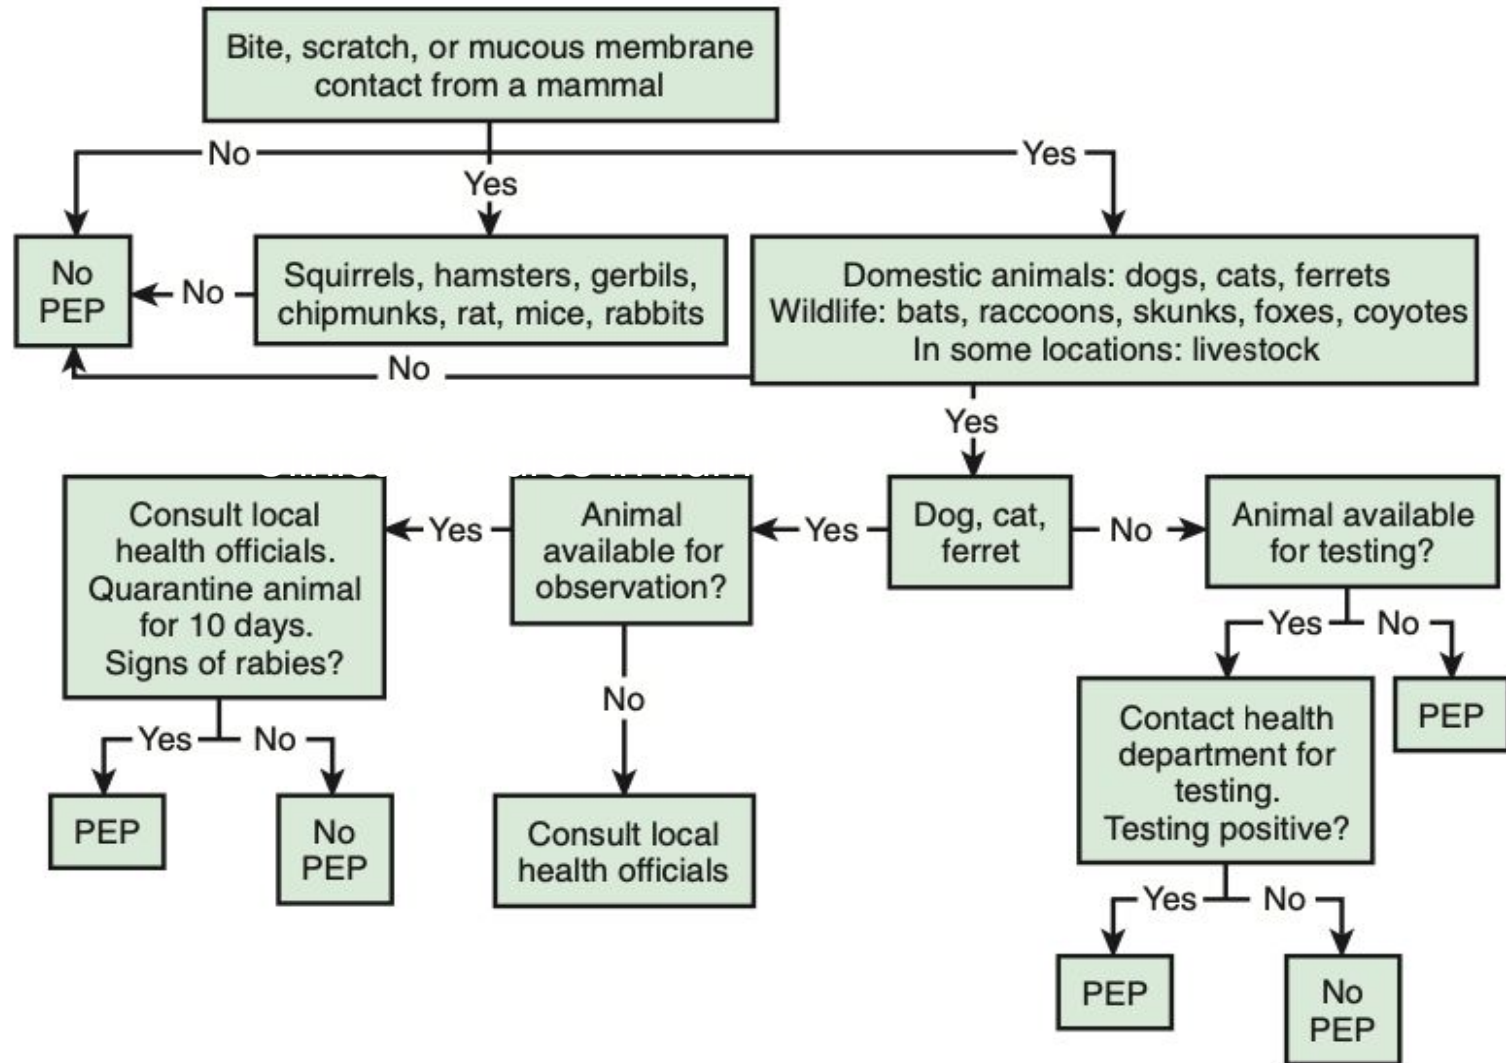 Bite, scratch, or mucous membrane
contact from a mammal
No
Yes
Yes
No
PEP
No
Squirrels, hamsters, gerbils,
chipmunks, rat, mice, rabbits
Domestic animals: dogs, cats, ferrets
Wildlife: bats, raccoons, skunks, foxes, coyotes
In some locations: livestock
No
Yes
Consult local
health officials.
Quarantine animal
for 10 days.
Signs of rabies?
Yes
Animal
available for
observation?
Yes
Dog, cat,
ferret
No
Animal available
for testing?
Yes
No
PEP
No
Contact health
department for
testing.
Testing positive?
Yes
No
PEP
No
PEP
Consult local
health officials
Yes
No
PEP
No
PEP